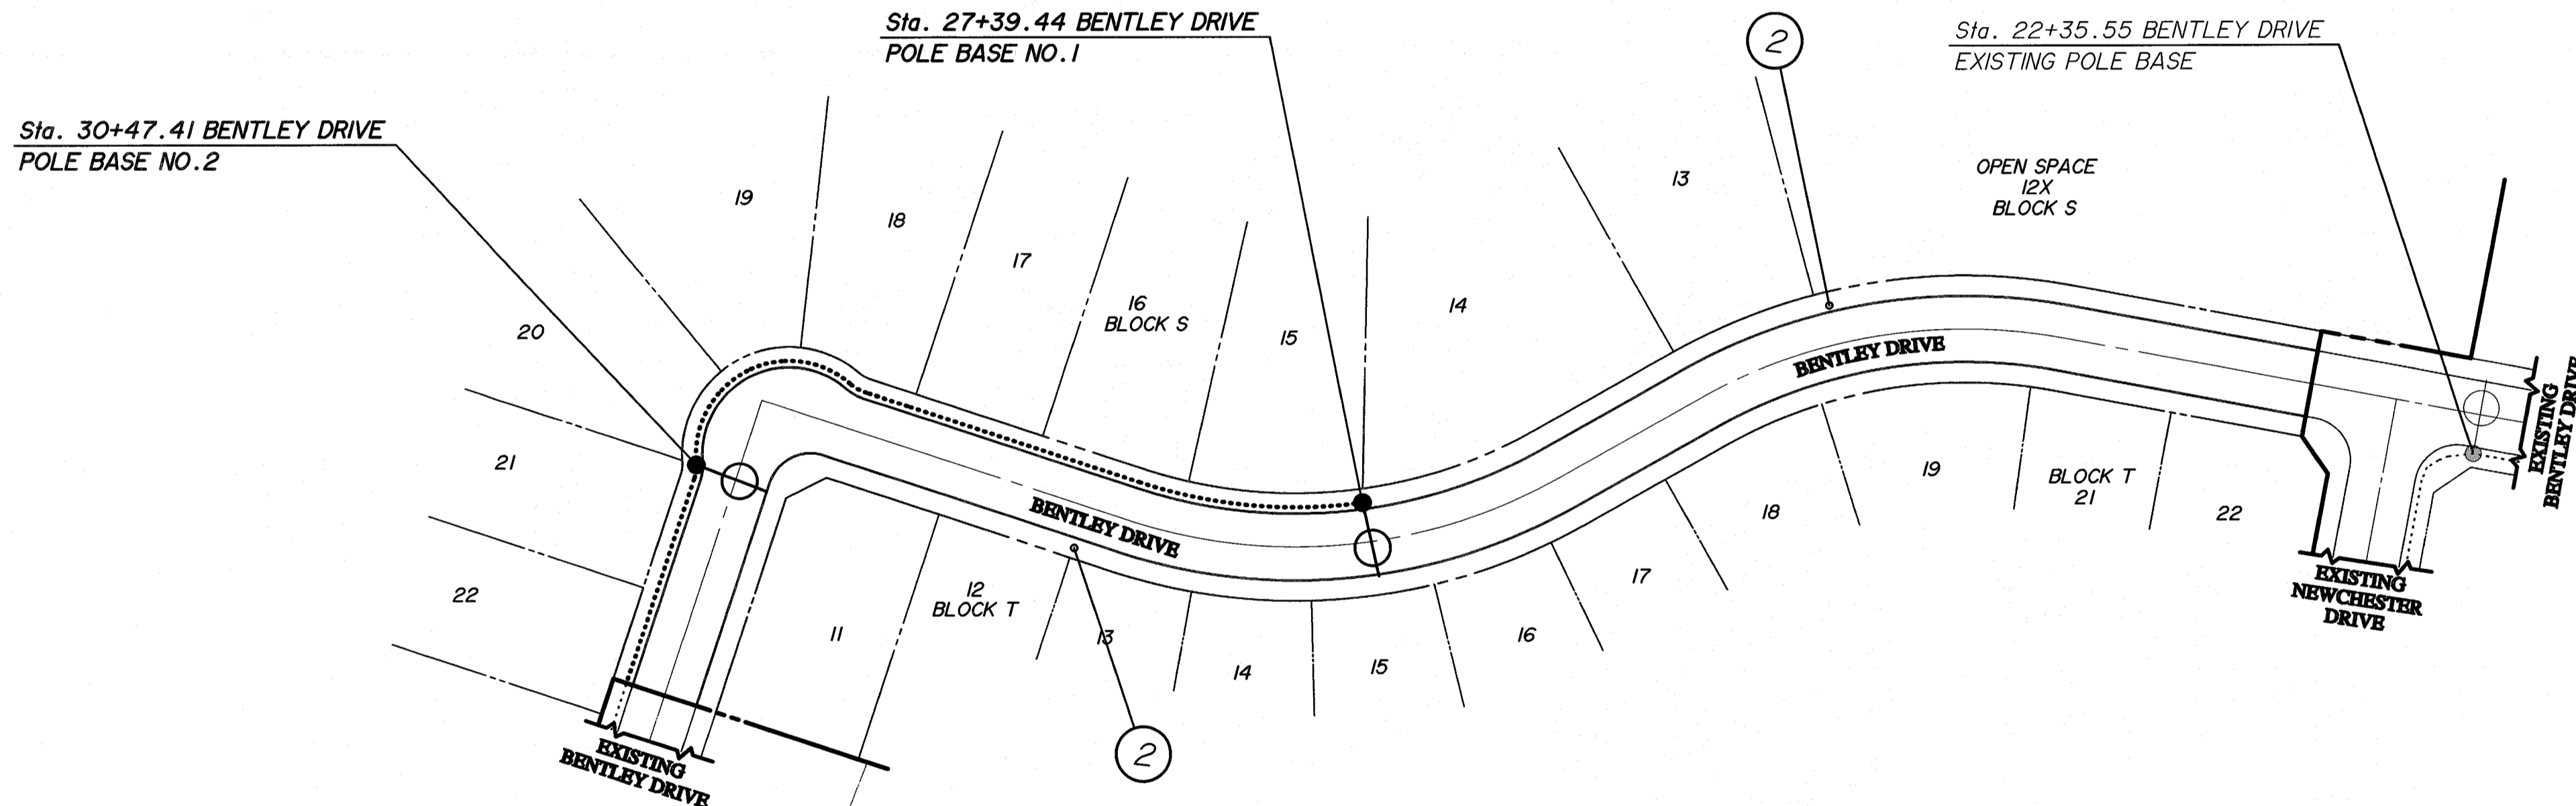 Sta. 27+39.44 BENTLEY DRIVE
POLE BASE NO.1
2
Sta. 22+35.55 BENTLEY DRIVE
EXISTING POLE BASE
Sta. 30+47.41 BENTLEY DRIVE
POLE BASE NO.2
19
18
17
16
BLOCK S
15
14
13
OPEN SPACE
12X
BLOCK S
20
21
22
BENTLEY DRIVE
BENTLEY DRIVE
EXISTING
BENTLEY DRIVE
11
12
BLOCK T
13
14
15
16
17
18
19
BLOCK T
21
22
EXISTING
NEWCHESTER
DRIVE
2
EXISTING
BENTLEY DRIVE